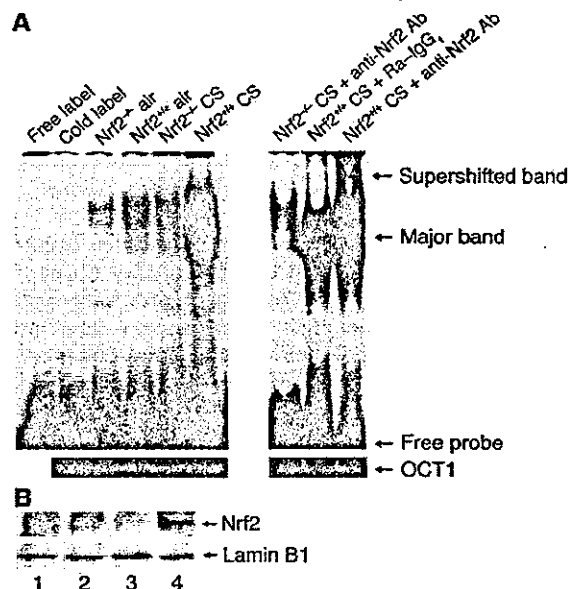 A
Free label
Cold label
Nrf2-/- air
Nrf2+/+ air
Nrf2-/- CS
Nrf2+/+ CS
Nrf2-/- CS + anti-Nrf2 Ab
Nrf2+/+ CS + Ra-IgG1
Nrf2+/+ CS + anti-Nrf2 Ab
Supershifted band
Major band
Free probe
OCT1
B
Nrf2
Lamin B1
1 2 3 4